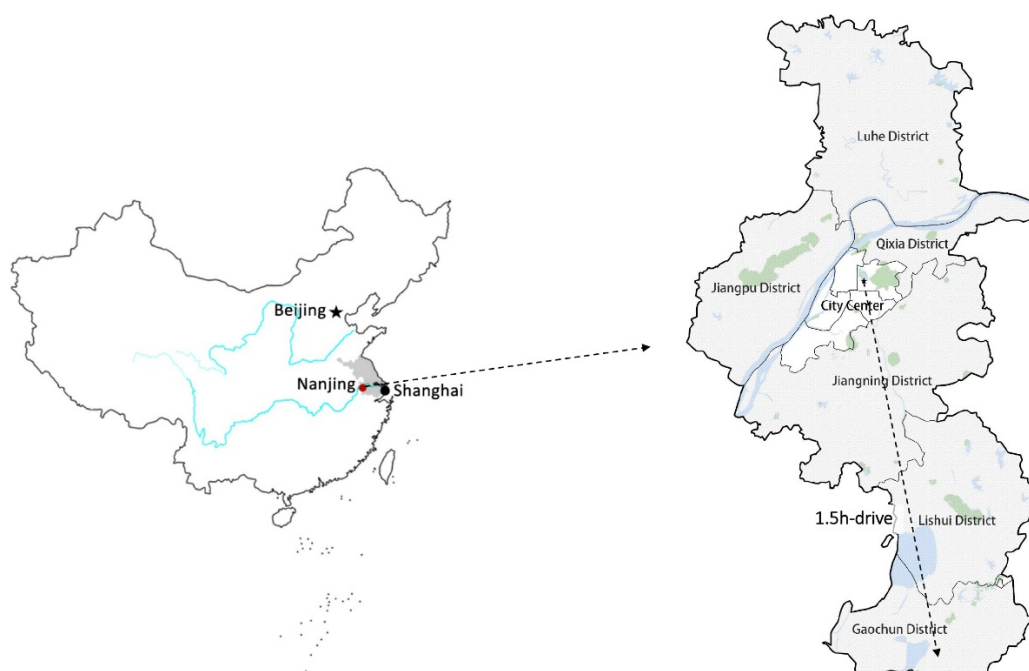 Beijing
Nanjing
Shanghai
Luhe District
Qixia District
Jiangpu District
City Center
Jiangning District
1.5h-drive
Lishui District
Gaochun District